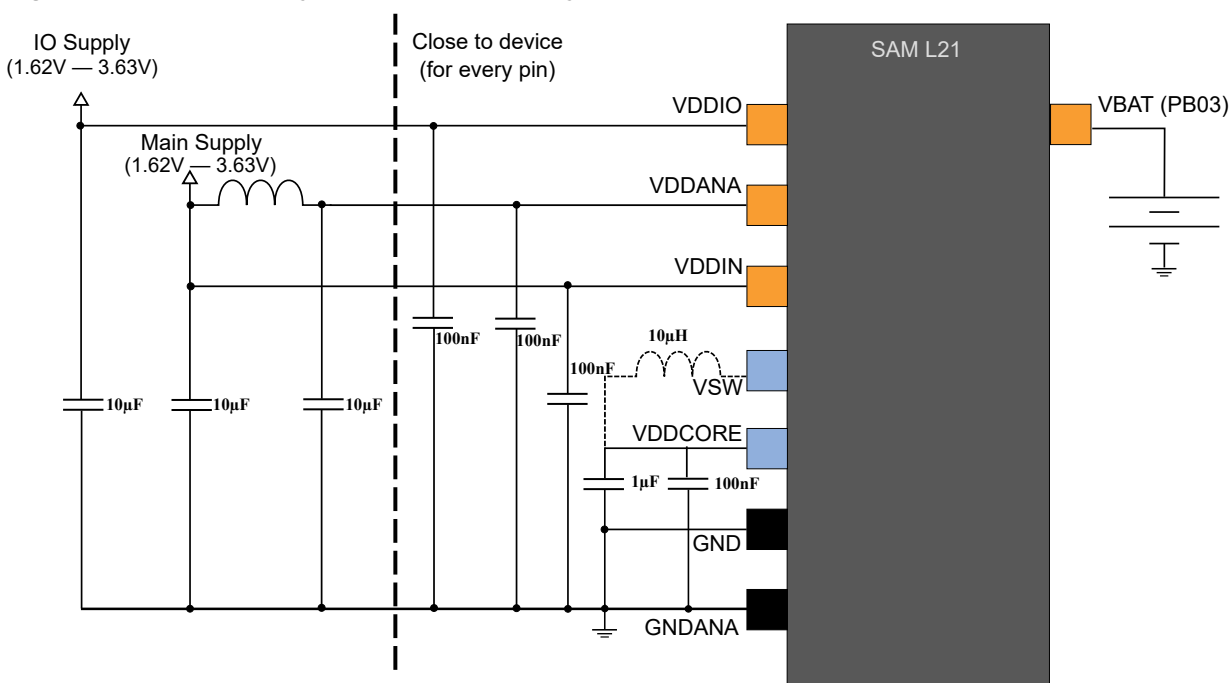 IO Supply
(1.62V — 3.63V)
Close to device
(for every pin)
SAM L21
VDDIO
VBAT (PB03)
Main Supply
(1.62V — 3.63V)
VDDANA
VDDIN
100nF
100nF
10µH
100nF
VSW
10µF
10µF
10µF
VDDCORE
1µF
100nF
GND
GNDANA